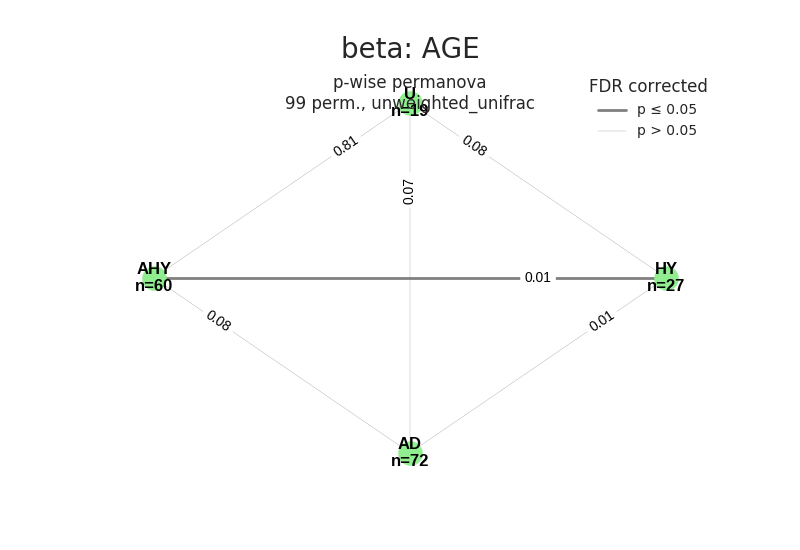 beta: AGE
p-wise permanova
99 perm., unweighted_unifrac
FDR corrected
p ≤ 0.05
p > 0.05
U
n=19
0.81
0.08
0.07
AHY
n=60
0.01
HY
n=27
0.08
0.01
AD
n=72